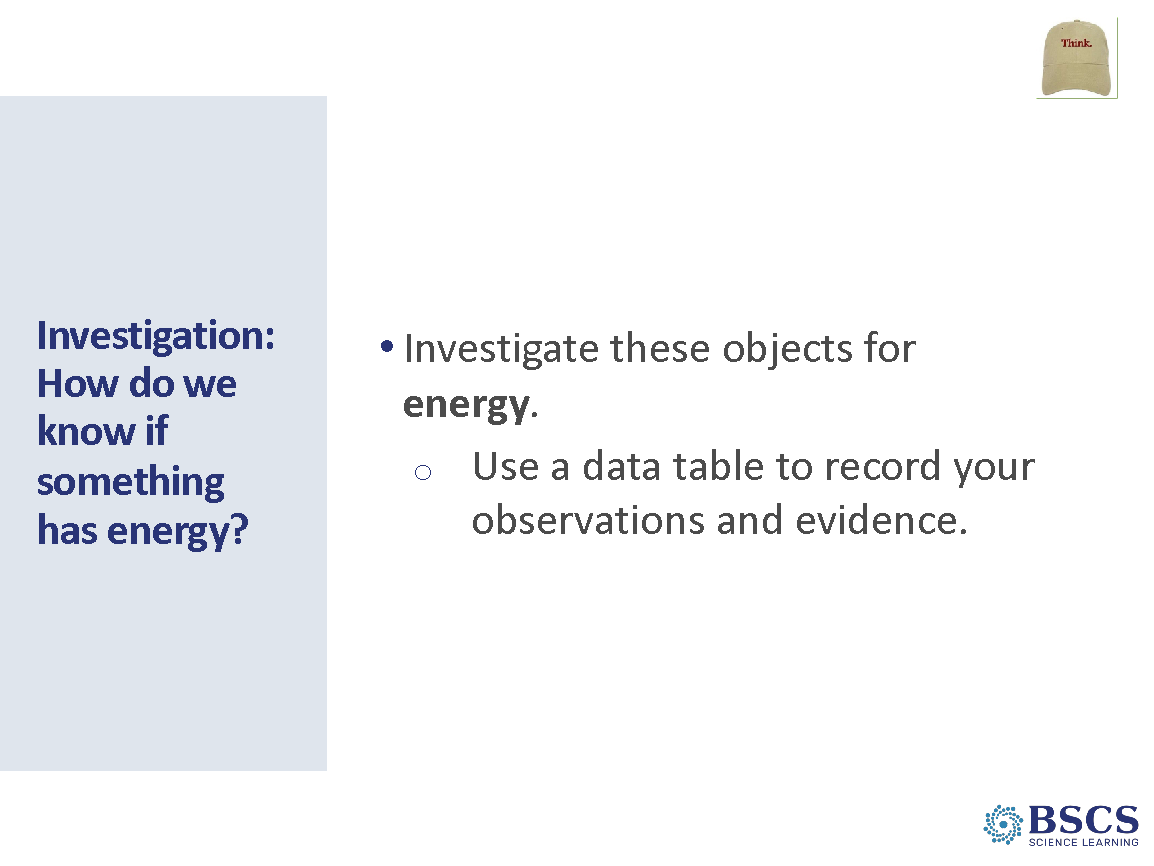 Think.
Investigation:
How do we
know if
something
has energy?
• Investigate these objects for
energy.
o Use a data table to record your
observations and evidence.
BSCS
SCIENCE LEARNING